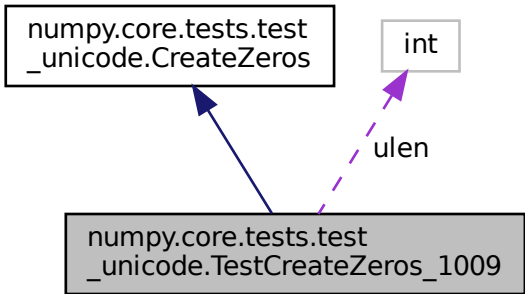 numpy.core.tests.test
_unicode.CreateZeros
int
ulen
numpy.core.tests.test
_unicode.TestCreateZeros_1009